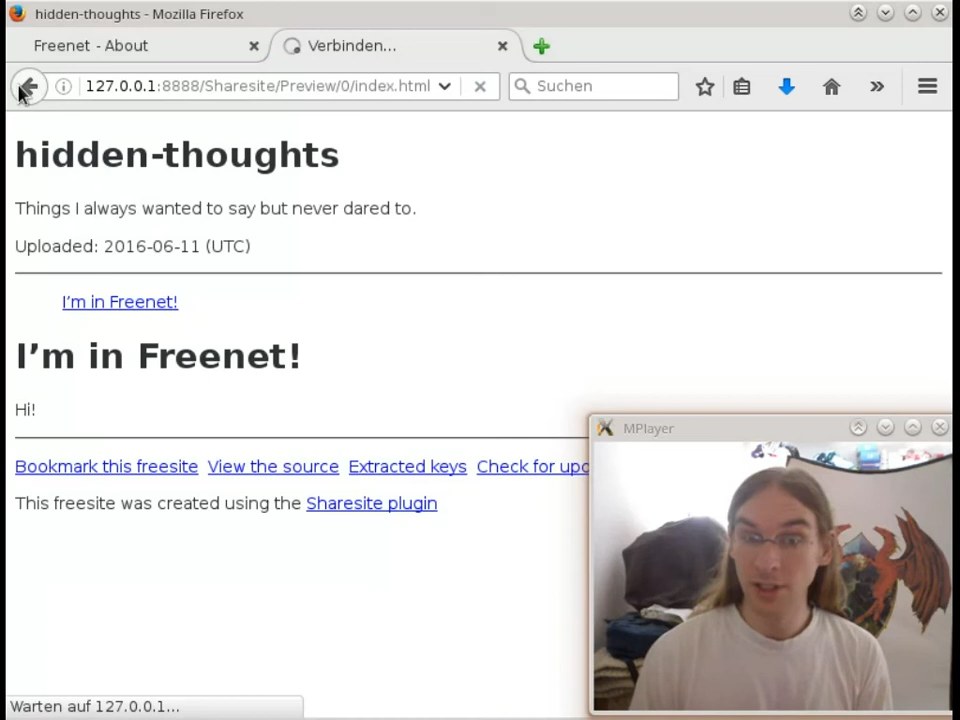 hidden-thoughts - Mozilla Firefox
Freenet - About
Verbinden...
127.0.0.1:8888/Sharesite/Preview/0/index.html
Suchen
hidden-thoughts
Things I always wanted to say but never dared to.
Uploaded: 2016-06-11 (UTC)
I’m in Freenet!
I’m in Freenet!
Hi!
MPlayer
Bookmark this freesite View the source Extracted keys Check for
This freesite was created using the Sharesite plugin
Warten auf 127.0.0.1...